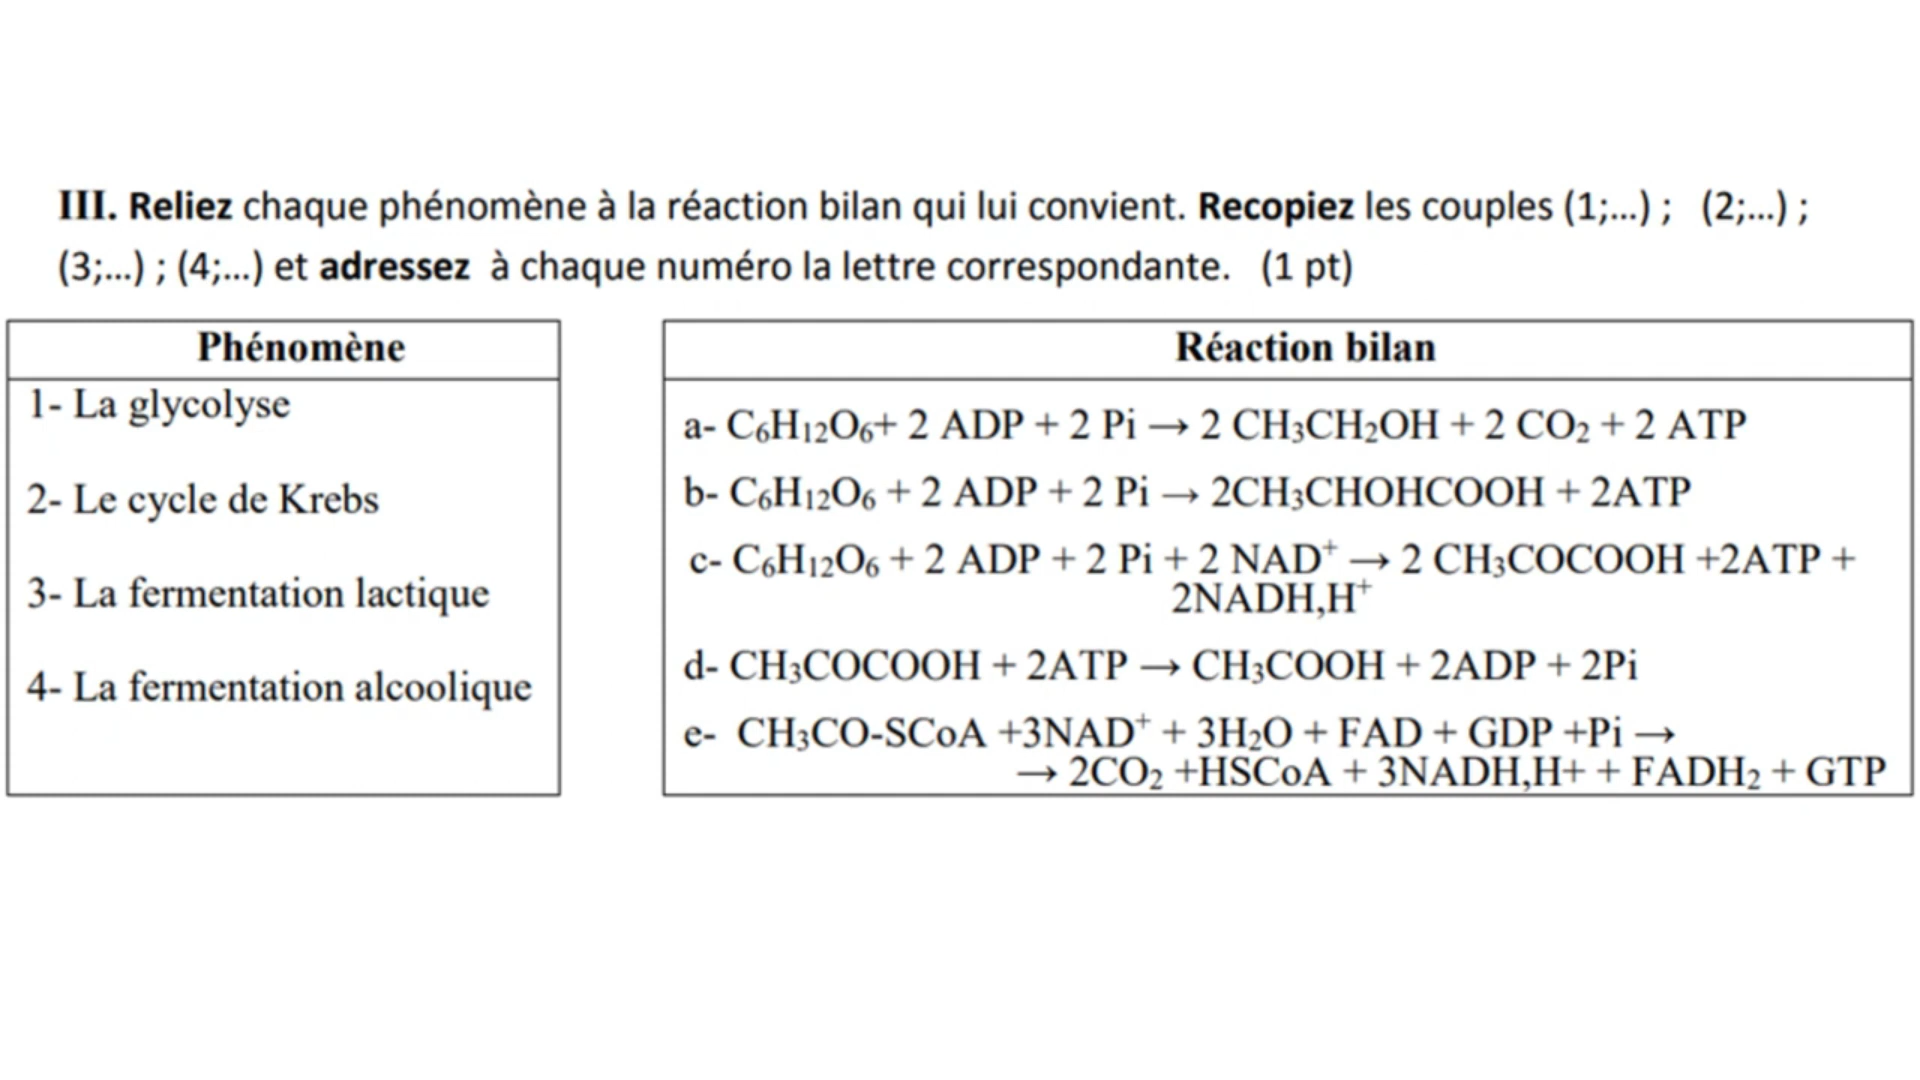 III. Reliez chaque phénomène à la réaction bilan qui lui convient. Recopiez les couples (1;...) ; (2;...) ;
(3;...) ; (4;...) et adressez à chaque numéro la lettre correspondante. (1 pt)
Phénomène
1- La glycolyse
2- Le cycle de Krebs
3- La fermentation lactique
4- La fermentation alcoolique
Réaction bilan
a- C₆H₁₂O₆+ 2 ADP + 2 Pi → 2 CH₃CH₂OH + 2 CO₂ + 2 ATP
b- C₆H₁₂O₆ + 2 ADP + 2 Pi → 2CH₃CHOHCOOH + 2ATP
c- C₆H₁₂O₆ + 2 ADP + 2 Pi + 2 NAD⁺ → 2 CH₃COCOOH +2ATP +
2NADH,H⁺
d- CH₃COCOOH + 2ATP → CH₃COOH + 2ADP + 2Pi
e- CH₃CO-SCoA +3NAD⁺ + 3H₂O + FAD + GDP +Pi →
→ 2CO₂ +HSCoA + 3NADH,H+ + FADH₂ + GTP